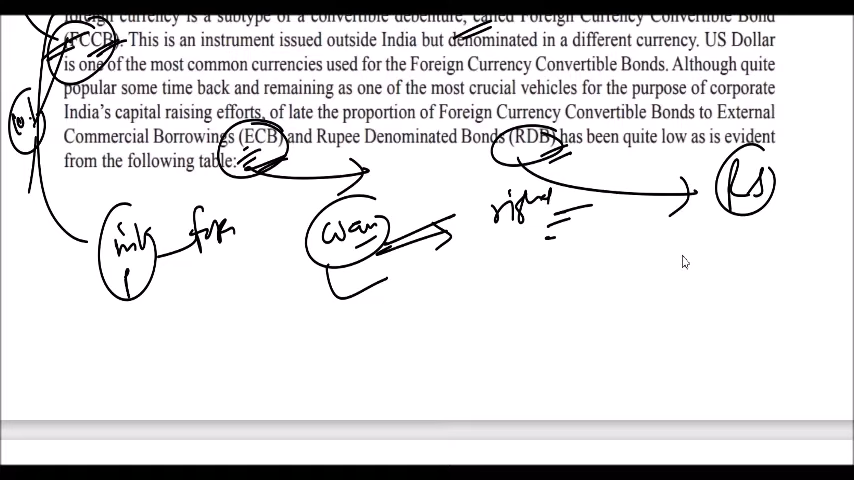 foreign currency is a subtype of a convertible debenture, called Foreign Currency Convertible Bond
(FCCB). This is an instrument issued outside India but denominated in a different currency. US Dollar
is one of the most common currencies used for the Foreign Currency Convertible Bonds. Although quite
popular some time back and remaining as one of the most crucial vehicles for the purpose of corporate
India's capital raising efforts, of late the proportion of Foreign Currency Convertible Bonds to External
Commercial Borrowings (ECB) and Rupee Denominated Bonds (RDB) has been quite low as is evident
from the following table: